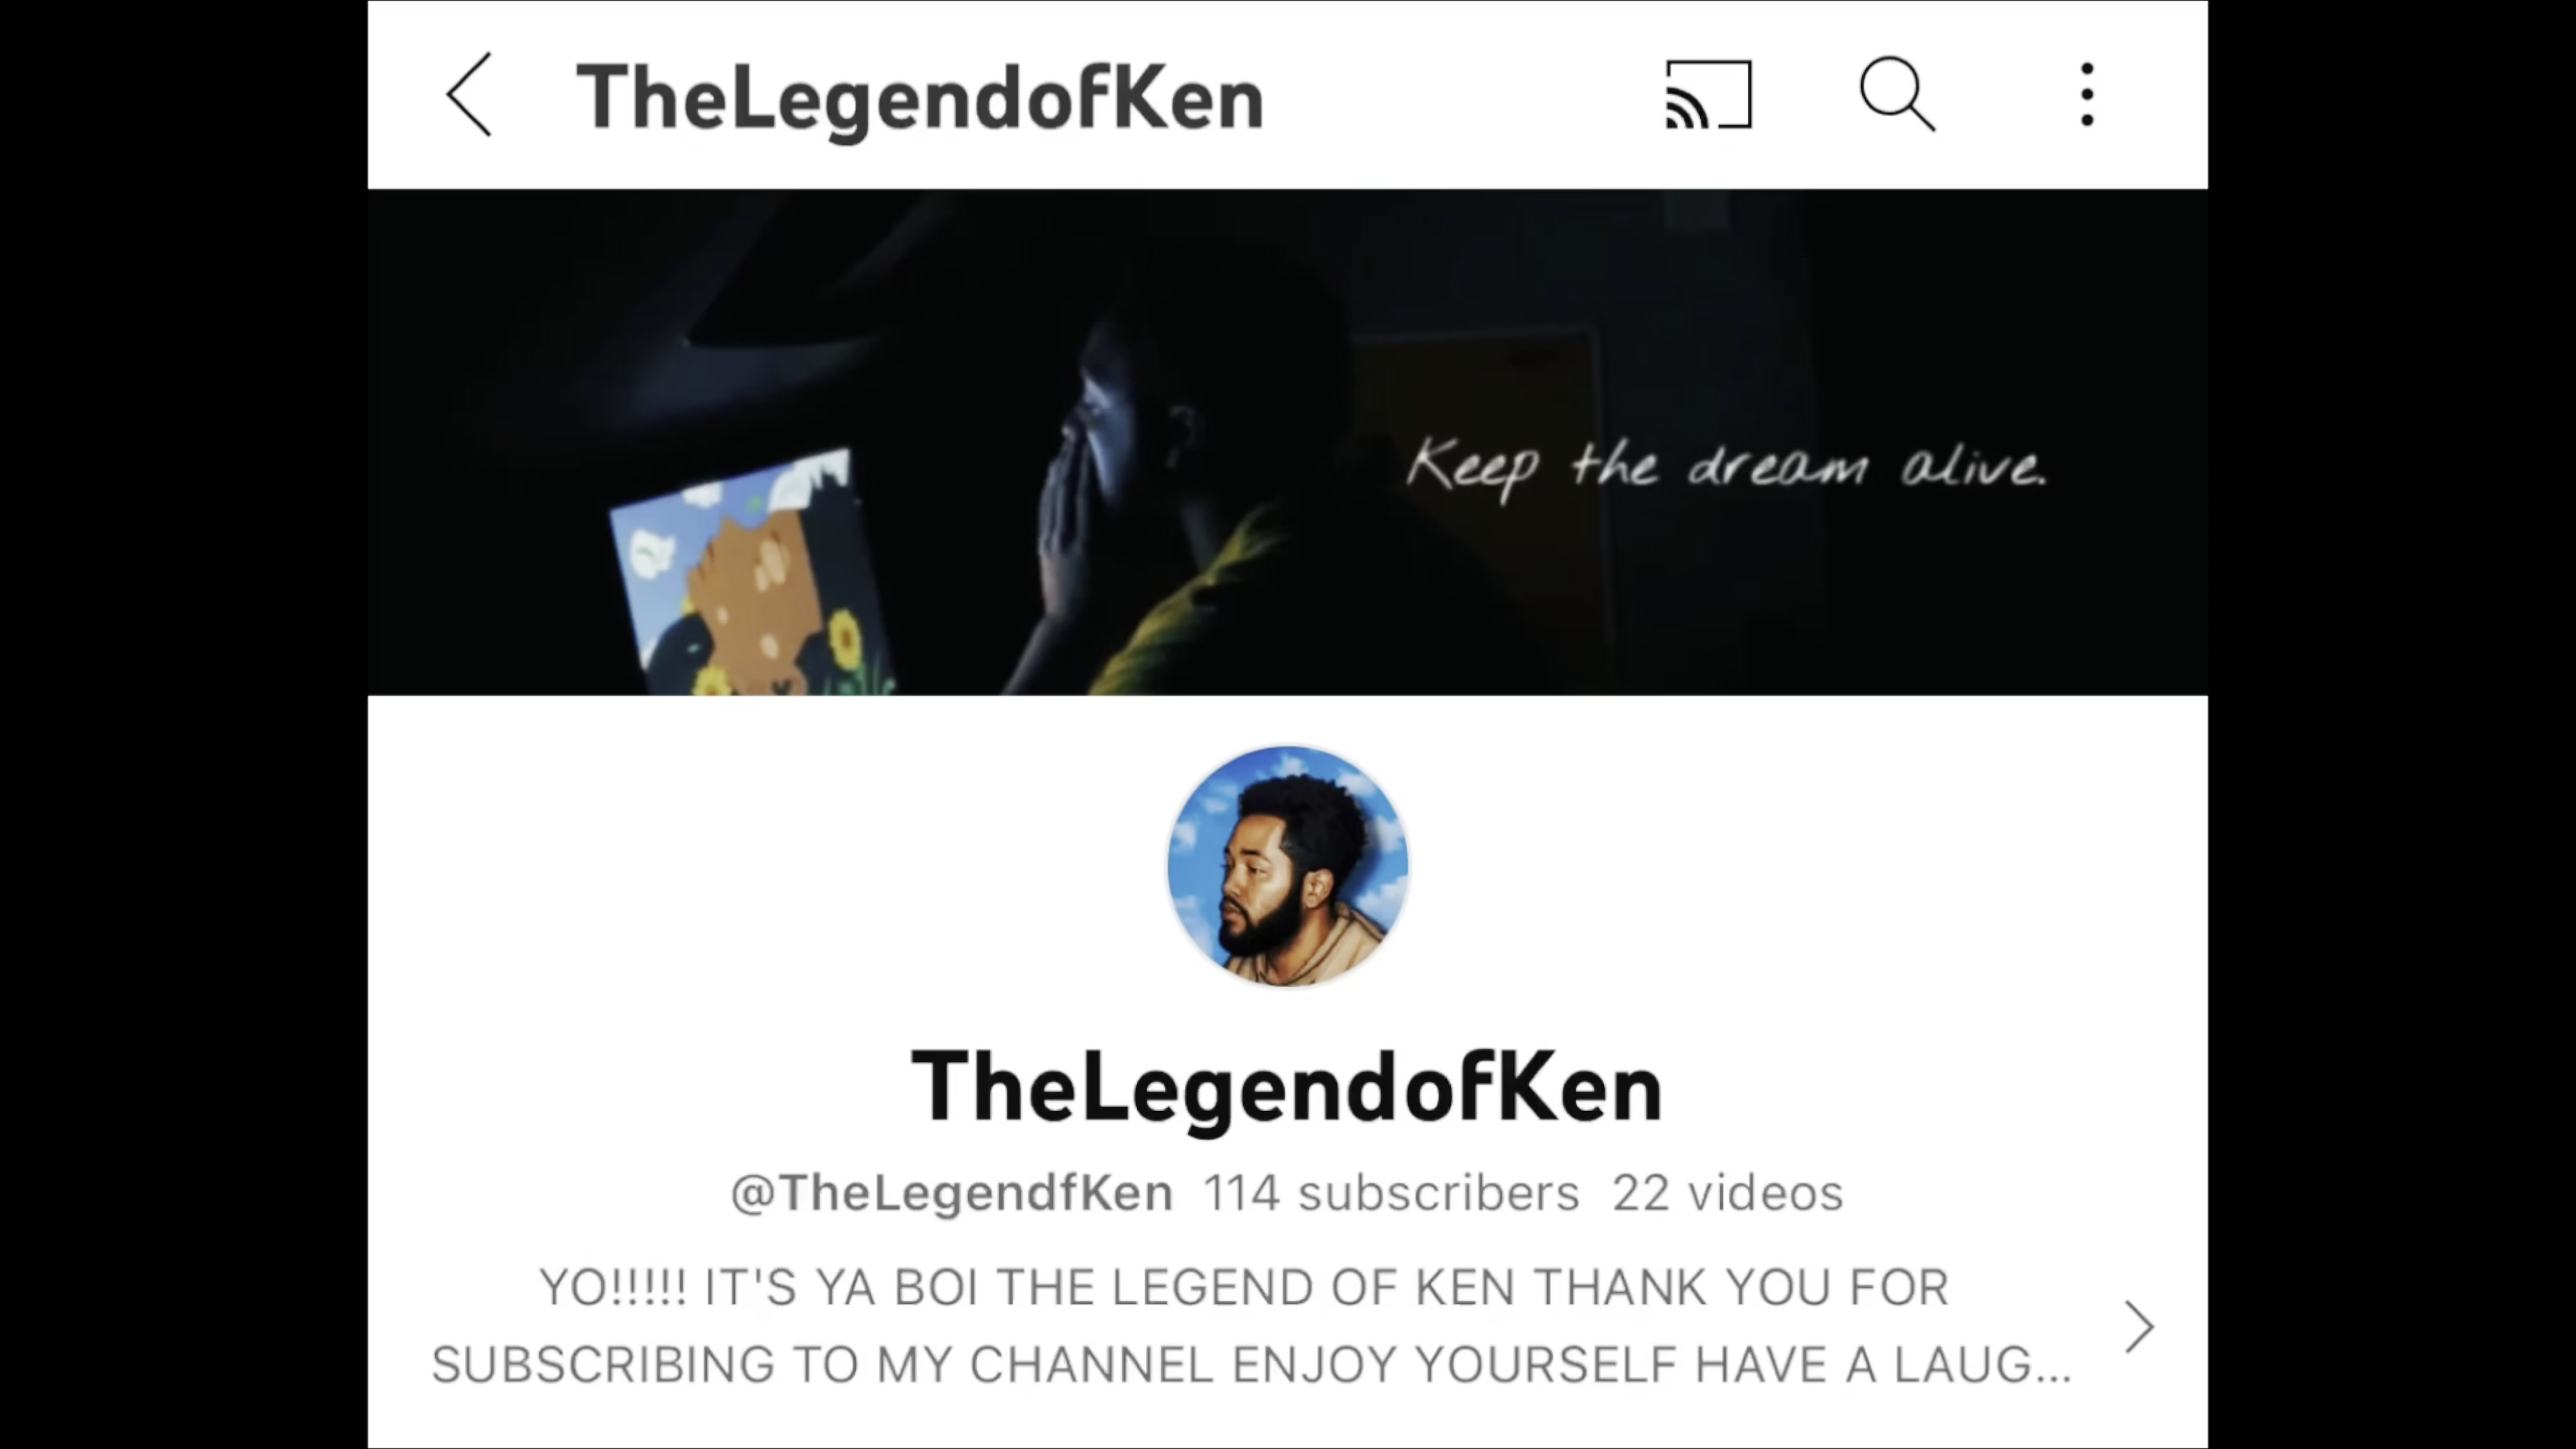 TheLegendofKen
Keep the dream alive.
TheLegendofKen
@TheLegendfKen 114 subscribers 22 videos
YO!!!!! IT'S YA BOI THE LEGEND OF KEN THANK YOU FOR
SUBSCRIBING TO MY CHANNEL ENJOY YOURSELF HAVE A LAUG...